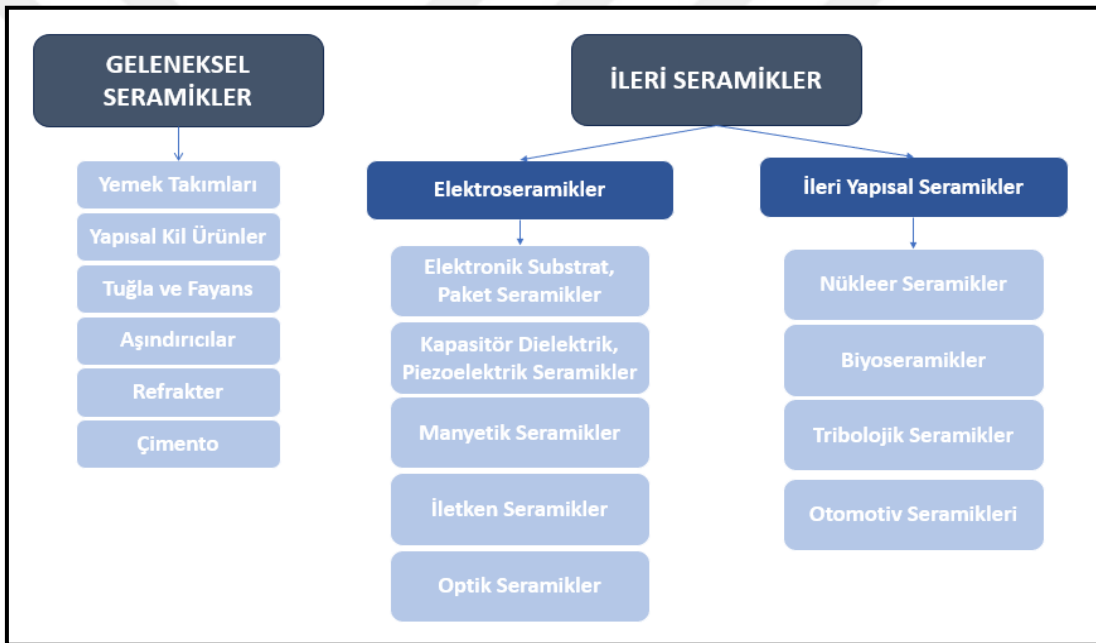 GELENEKSEL
SERAMİKLER
Yemek Takımları
Yapısal Kil Ürünler
Tuğla ve Fayans
Aşındırıcılar
Refrakter
Çimento
İLERİ SERAMİKLER
Elektroseramikler
Elektronik Substrat,
Paket Seramikler
Kapasitör Dielektrik,
Piezoelektrik Seramikler
Manyetik Seramikler
İletken Seramikler
Optik Seramikler
İleri Yapısal Seramikler
Nükleer Seramikler
Biyoseramikler
Tribolojik Seramikler
Otomotiv Seramikleri